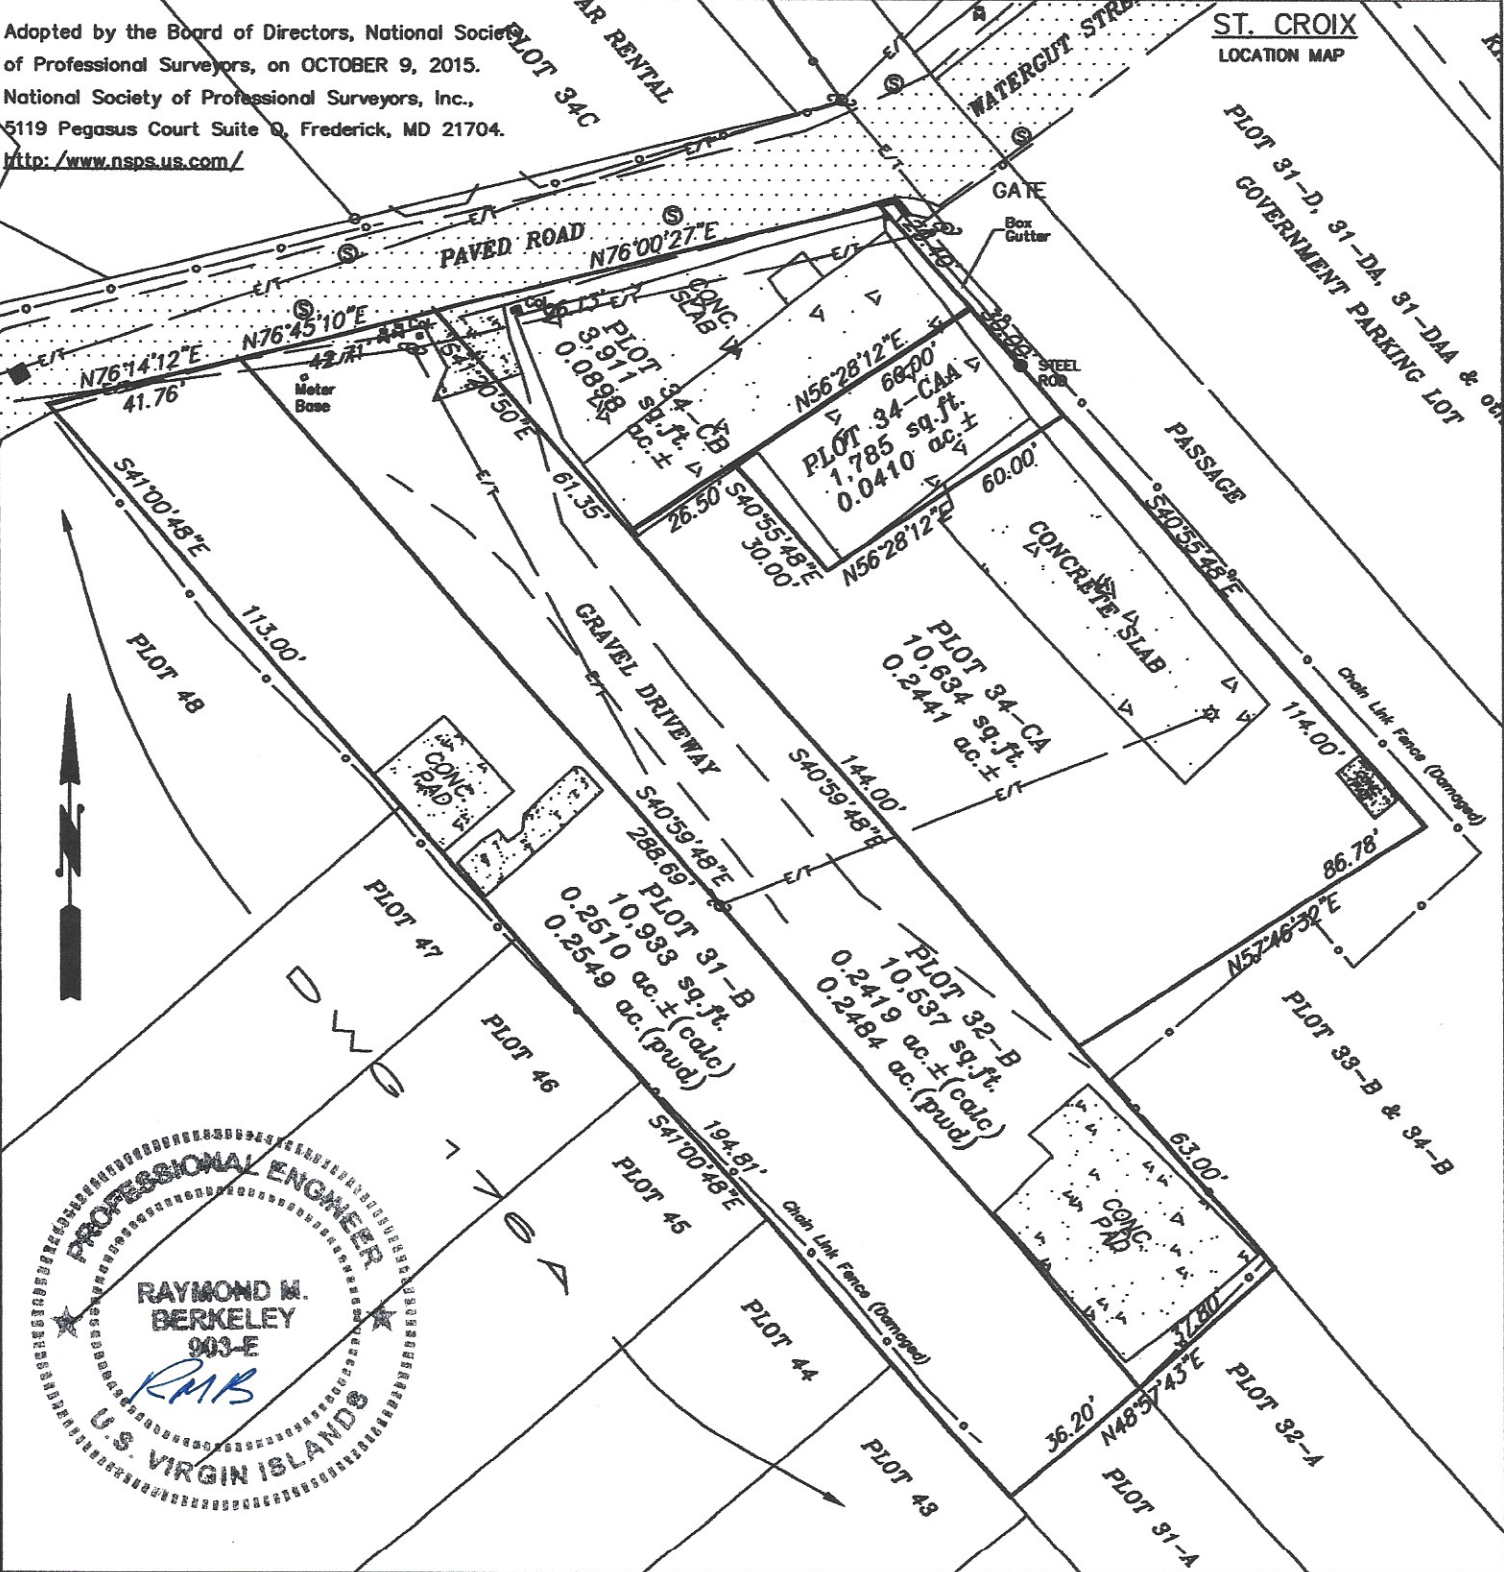 Adopted by the Board of Directors, National Society
of Professional Surveyors, on OCTOBER 9, 2015.
National Society of Professional Surveyors, Inc.,
5119 Pegasus Court Suite Q, Frederick, MD 21704.
http: /www.nsps.us.com/
PLOT 34C
AR RENTAL
WATERGUT STRE
ST. CROIX
LOCATION MAP
PLOT 31-D, 31-DA, 31-DAA &
GOVERNMENT PARKING LOT
GATE
Box
Gutter
PAVED ROAD
N76°00'27"E
N76°45'10"E
42.71'
N76°14'12"E
41.76'
Meter
Base
Col.
Col.
E/T
E/T
E/T
E/T
E/T
E/T
E/T
E/T
CONC.
SLAB
PLOT 34-CB
3,911 sq.ft.
0.0898 ac.±
S41°20'50"E
61.35'
N56°28'12"E
60.00'
38.00'
STEEL
ROD
PLOT 34-CAA
1,785 sq.ft.
0.0410 ac.±
26.50'
S40°55'48"E
30.00'
N56°28'12"E
60.00'
PASSAGE
S40°55'48"E
114.00'
Chain Link Fence (Damaged)
CONCRETE SLAB
PLOT 34-CA
10,634 sq.ft.
0.2441 ac.±
S41°00'48"E
113.00'
PLOT 48
N
GRAVEL DRIVEWAY
E/T
E/T
E/T
E/T
144.00'
S40°59'48"E
86.78'
N57°46'32"E
CONC.
PAD
S40°59'48"E
288.69'
PLOT 31-B
10,933 sq.ft.
0.2510 ac.±(calc)
0.2549 ac.(pwd)
PLOT 32-B
10,537 sq.ft.
0.2419 ac.±(calc)
0.2484 ac.(pwd)
PLOT 33-B & 34-B
PLOT 47
PLOT 46
PLOT 45
PLOT 44
PLOT 43
194.81'
S41°00'48"E
Chain Link Fence (Damaged)
63.00'
CONC.
PAD
37.80'
N48°57'43"E
36.20'
PLOT 32-A
PLOT 31-A
PROFESSIONAL ENGINEER
RAYMOND M.
BERKELEY
903-E
RMB
U.S. VIRGIN ISLANDS